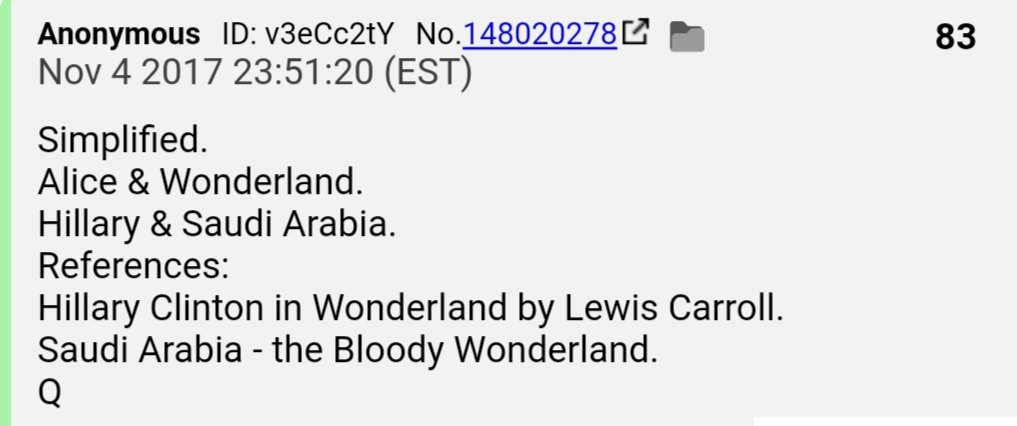 Anonymous ID: v3eCc2tY No.148020278 83
Nov 4 2017 23:51:20 (EST)
Simplified.
Alice & Wonderland.
Hillary & Saudi Arabia.
References:
Hillary Clinton in Wonderland by Lewis Carroll.
Saudi Arabia - the Bloody Wonderland.
Q